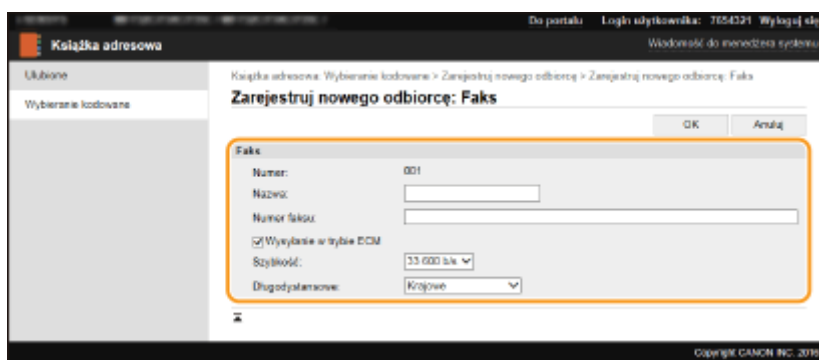 Do portalu Login użytkownika: 7654321 Wyloguj się
Książka adresowa
Wiadomość do menedżera systemu
Ulubione
Wybieranie kodowane
Książka adresowa: Wybieranie kodowane > Zarejestruj nowego odbiorcę > Zarejestruj nowego odbiorcę: Faks
Zarejestruj nowego odbiorcę: Faks
OK Anuluj
Faks
Numer: 001
Nazwa:
Numer faksu:
Wysyłanie w trybie ECM
Szybkość: 33 600 b/s
Długodystansowe: Krajowe
Copyright CANON INC. 2016